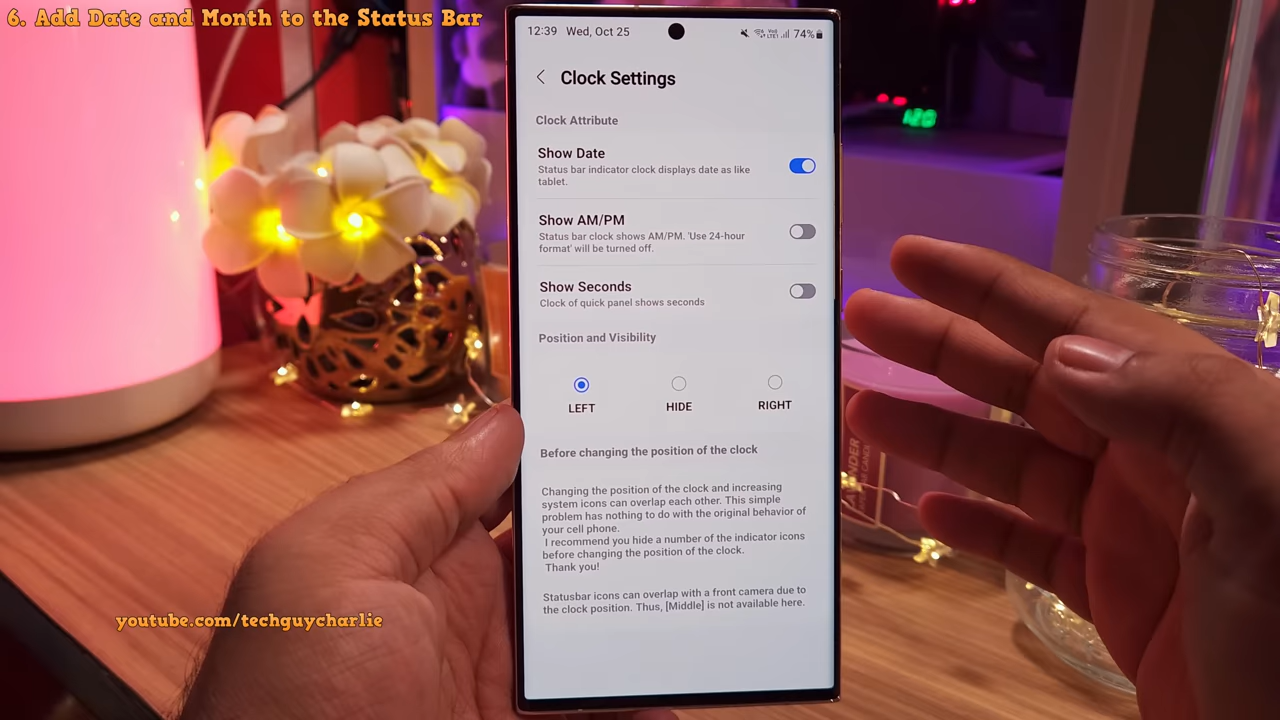 6. Add Date and Month to the Status Bar
12:39 Wed, Oct 25
74%
Clock Settings
Clock Attribute
Show Date
Status bar indicator clock displays date as like
tablet.
Show AM/PM
Status bar clock shows AM/PM. 'Use 24-hour
format' will be turned off.
Show Seconds
Clock of quick panel shows seconds
Position and Visibility
LEFT
HIDE
RIGHT
Before changing the position of the clock
Changing the position of the clock and increasing
system icons can overlap each other. This simple
problem has nothing to do with the original behavior of
your cell phone.
I recommend you hide a number of the indicator icons
before changing the position of the clock.
Thank you!
Statusbar icons can overlap with a front camera due to
the clock position. Thus, [Middle] is not available here.
youtube.com/techguycharlie